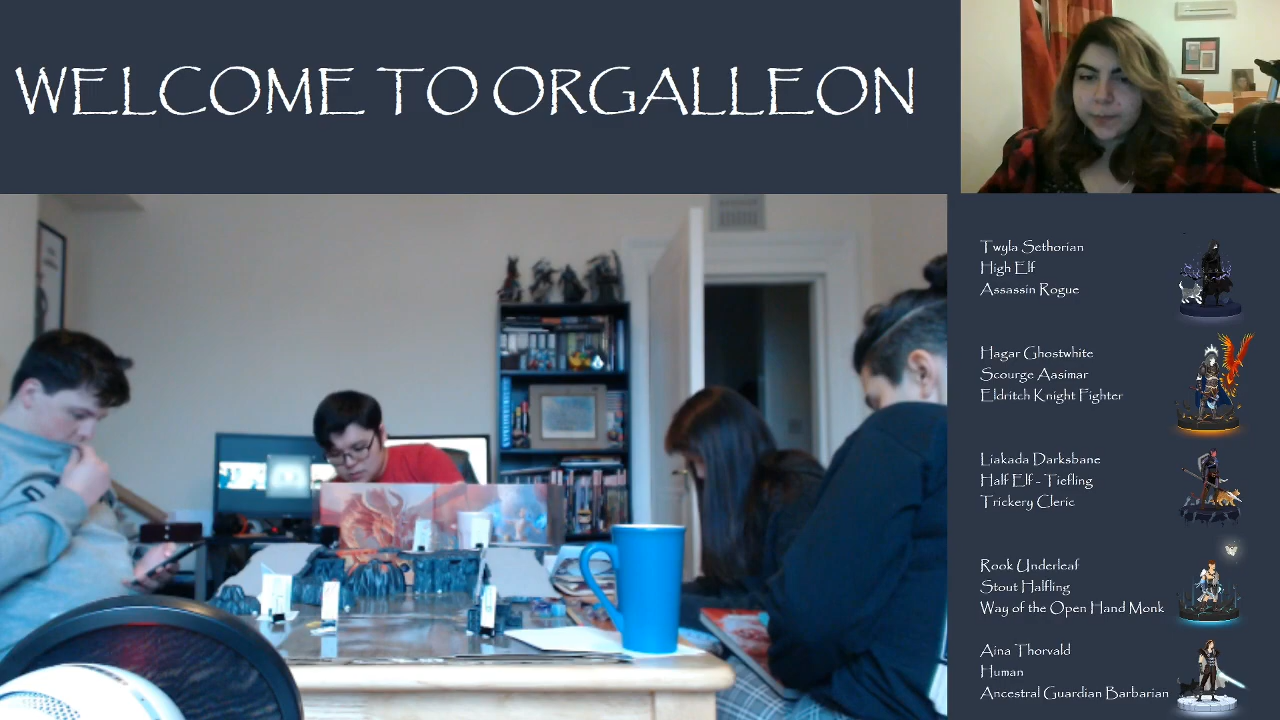 WELCOME TO ORGALLEON
Twyla Sethorian
High Elf
Assassin Rogue
Hagar Ghostwhite
Scourge Aasimar
Eldritch Knight Fighter
Liakada Darksbane
Half Elf - Tiefling
Trickery Cleric
Rook Underleaf
Stout Halfling
Way of the Open Hand Monk
Aina Thorvald
Human
Ancestral Guardian Barbarian